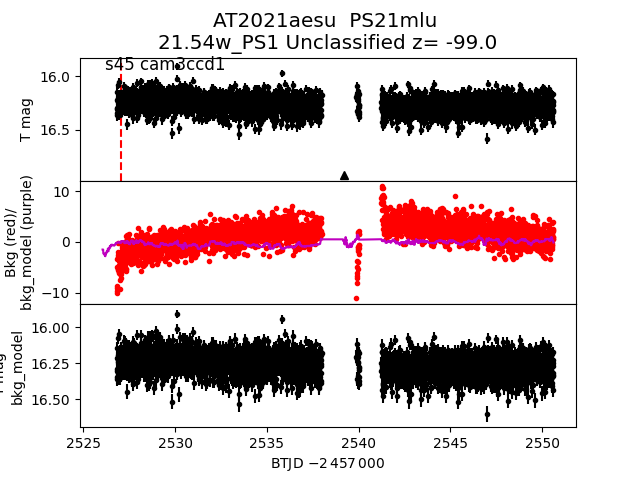 AT2021aesu  PS21mlu
21.54w_PS1 Unclassified z= -99.0
s45 cam3ccd1
16.0
16.5
T mag
10
0
−10
Bkg (red)/
bkg_model (purple)
16.00
16.25
16.50
bkg_model
2525
2530
2535
2540
2545
2550
BTJD −2 457 000